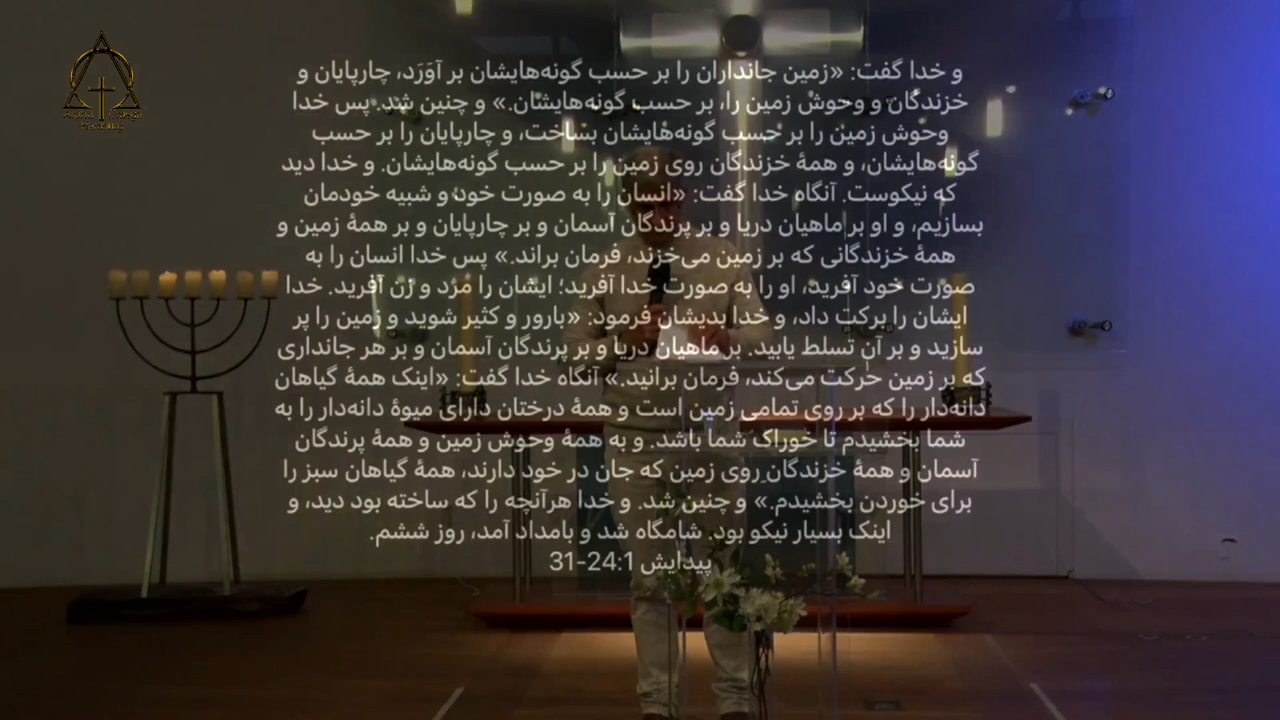 و خدا گفت: «زمین جانداران را بر حسب گونه‌هایشان بر آوَرَد، چارپایان و
خزندگان و وحوش زمین را، بر حسب گونه‌هایشان.» و چنین شد. پس خدا
وحوش زمین را بر حسب گونه‌هایشان بساخت، و چارپایان را بر حسب
گونه‌هایشان، و همهٔ خزندگان روی زمین را بر حسب گونه‌هایشان. و خدا دید
که نیکوست. آنگاه خدا گفت: «انسان را به صورت خود و شبیه خودمان
بسازیم، و او بر ماهیان دریا و بر پرندگان آسمان و بر چارپایان و بر همهٔ زمین و
همهٔ خزندگانی که بر زمین می‌خزند، فرمان براند.» پس خدا انسان را به
صورت خود آفرید، او را به صورت خدا آفرید؛ ایشان را مرد و زن آفرید. خدا
ایشان را برکت داد، و خدا بدیشان فرمود: «بارور و کثیر شوید و زمین را پر
سازید و بر آن تسلط یابید. بر ماهیان دریا و بر پرندگان آسمان و بر هر جانداری
که بر زمین حرکت می‌کند، فرمان برانید.» آنگاه خدا گفت: «اینک همهٔ گیاهان
دانه‌دار را که بر روی تمامی زمین است و همهٔ درختان دارای میوهٔ دانه‌دار را به
شما بخشیدم تا خوراک شما باشد. و به همهٔ وحوش زمین و همهٔ پرندگان
آسمان و همهٔ خزندگان روی زمین که جان در خود دارند، همهٔ گیاهان سبز را
برای خوردن بخشیدم.» و چنین شد. و خدا هرآنچه را که ساخته بود دید، و
اینک بسیار نیکو بود. شامگاه شد و بامداد آمد، روز ششم.
پیدایش 24:1-31